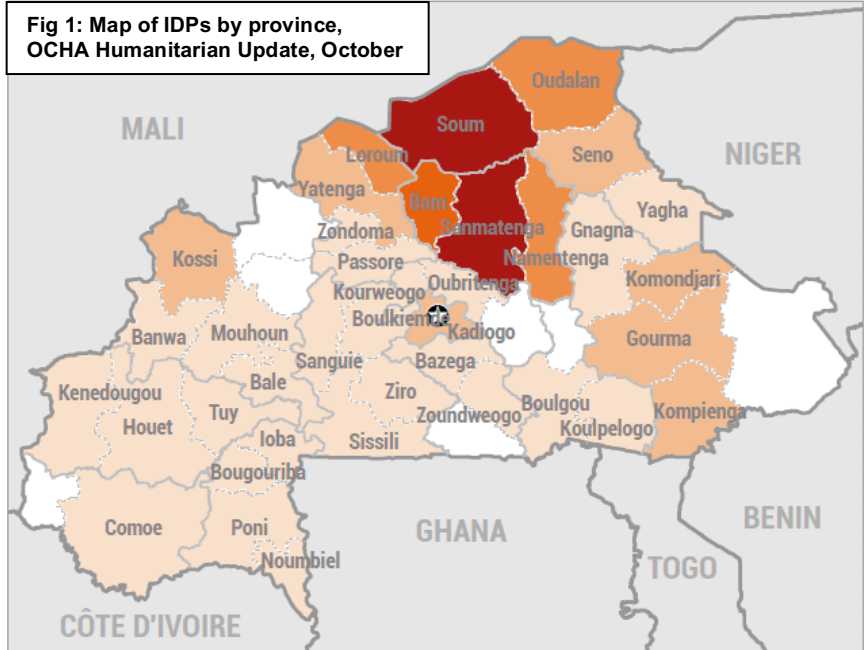 Fig 1: Map of IDPs by province,
OCHA Humanitarian Update, October
Oudalan
MALI
Soum
NIGER
Loroum
Seno
Yatenga
Bam
Yagha
Sanmatenga
Gnagna
Zondoma
Kossi
Namentenga
Passore
Komondjari
Oubritenga
Kourweogo
Boulkiemde
Kadiogo
Banwa
Mouhoun
Gourma
Sanguie
Bazega
Bale
Kenedougou
Ziro
Boulgou
Tuy
Zoundweogo
Kompienga
Houet
Koulpelogo
Ioba
Sissili
Bougouriba
BENIN
Comoe
Poni
GHANA
Noumbiel
TOGO
CÔTE D'IVOIRE